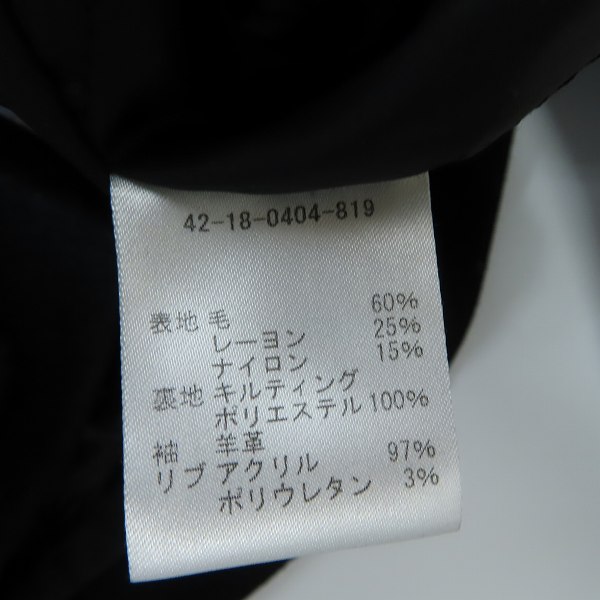 42-18-0404-819
表地 毛 60%
レーヨン 25%
ナイロン 15%
裏地 キルティング
ポリエステル 100%
袖 羊革
リブ アクリル 97%
ポリウレタン 3%